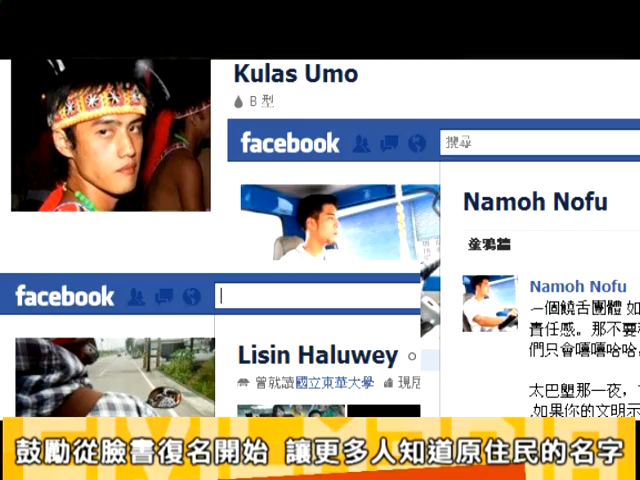 Kulas Umo
B 型
facebook
搜尋
Namoh Nofu
塗鴉牆
Namoh Nofu
一個饒舌團體 如
責任感。那不要
們只會嘻嘻哈哈
太巴塱那一夜，
,如果你的文明示
facebook
Lisin Haluwey
曾就讀國立東華大學 現居
鼓勵從臉書復名開始 讓更多人知道原住民的名字